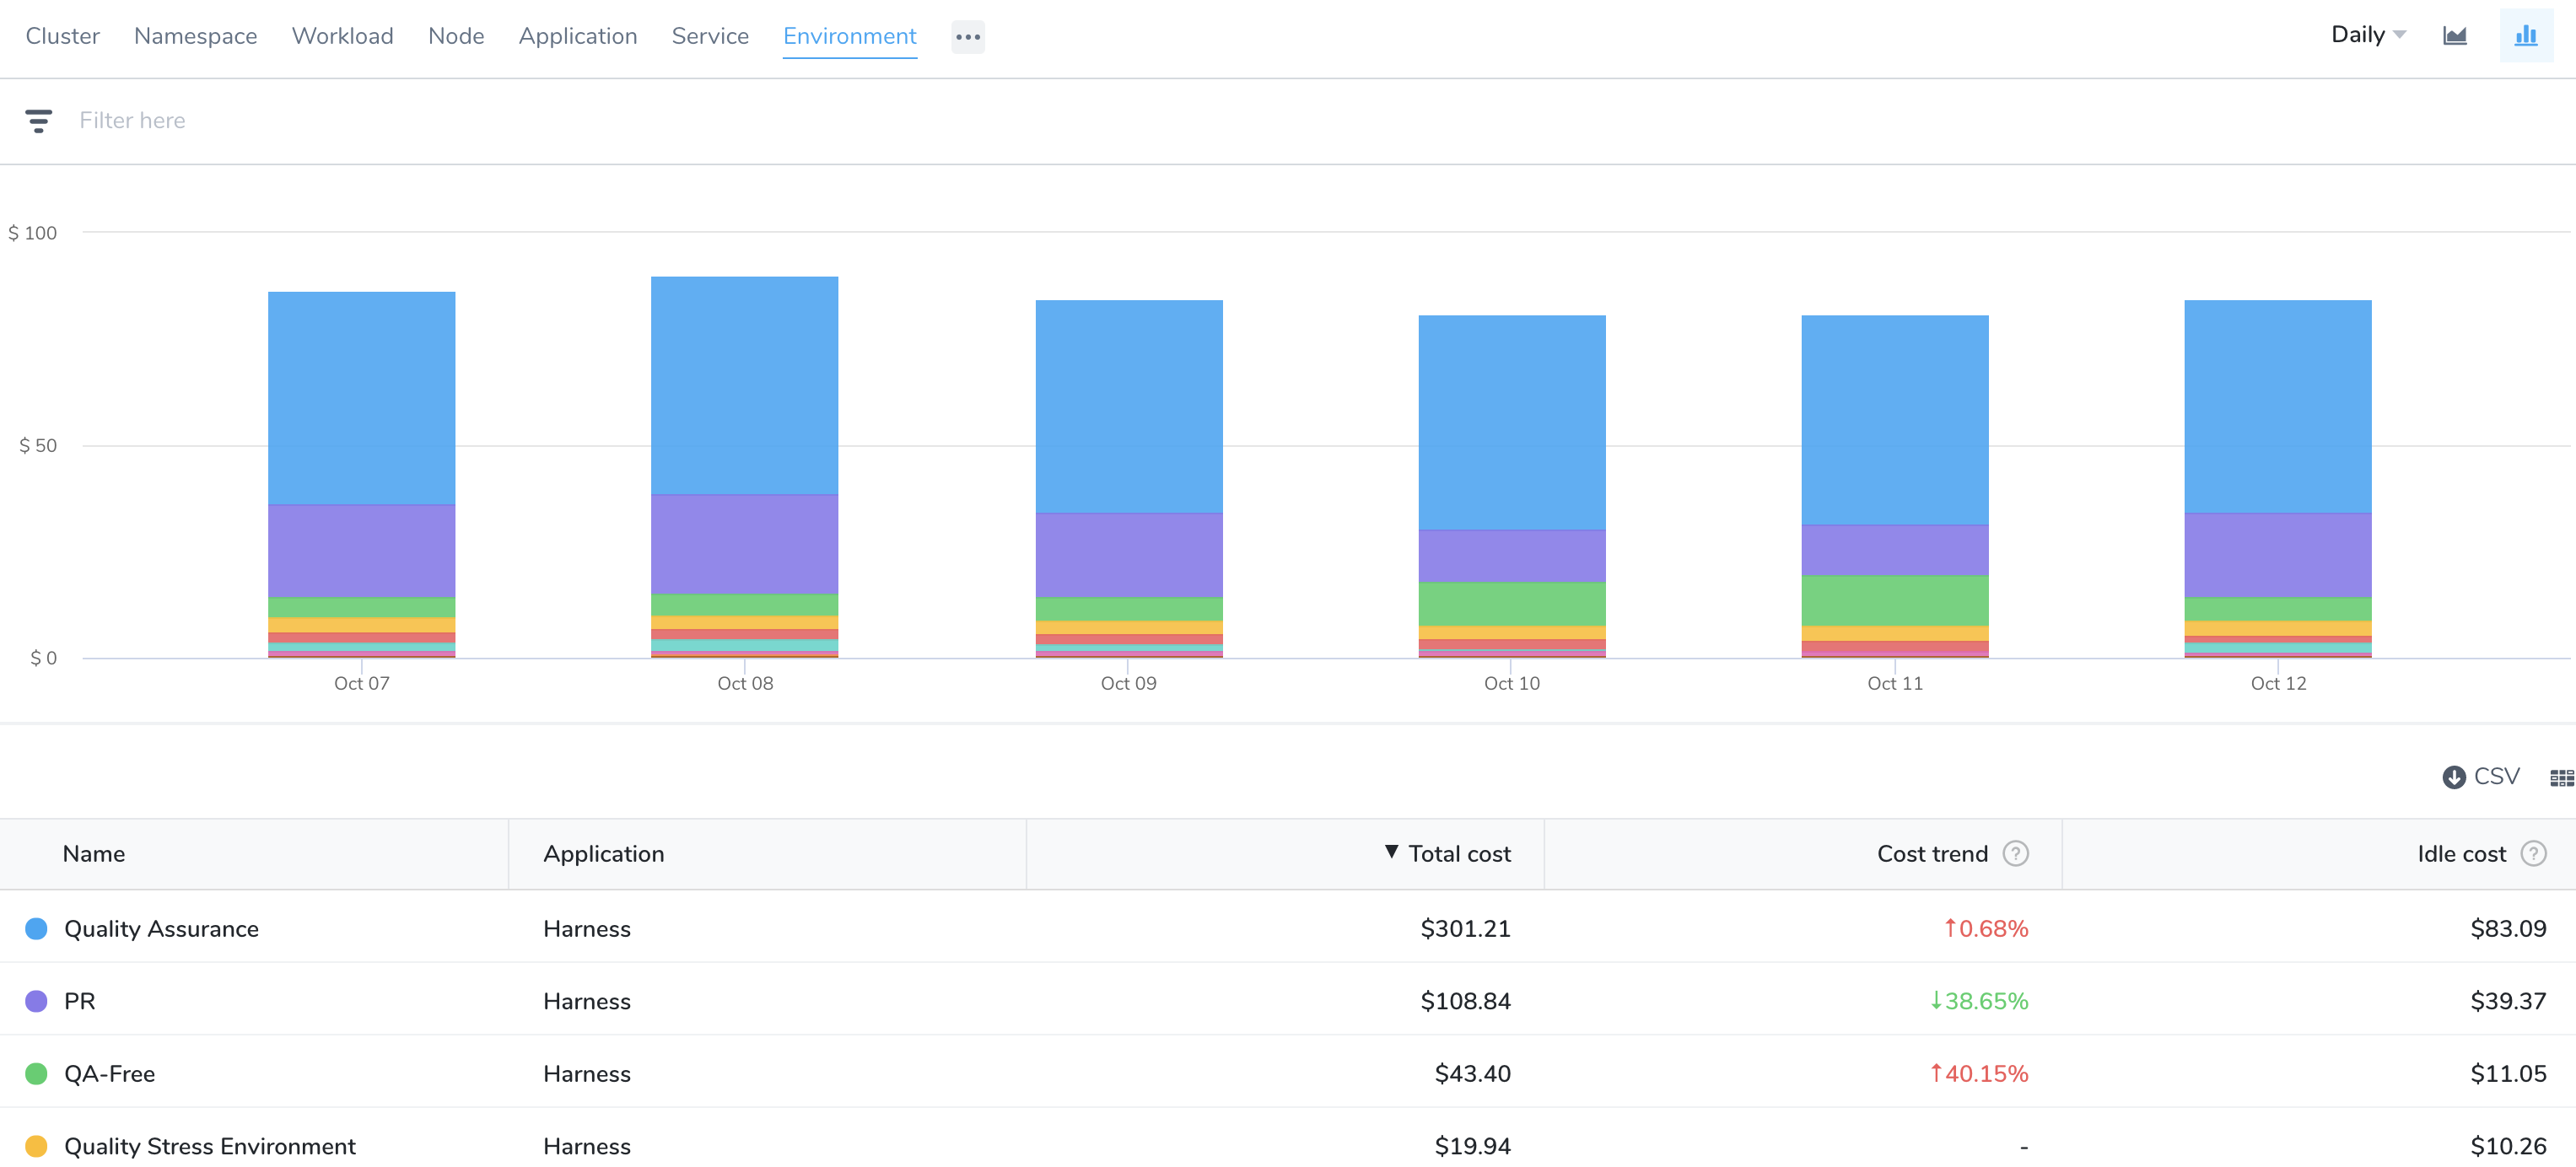 Cluster Namespace Workload Node Application Service Environment ••• Daily
Filter here
$ 100
$ 50
$ 0
Oct 07 Oct 08 Oct 09 Oct 10 Oct 11 Oct 12
CSV
Name Application ▼ Total cost Cost trend ? Idle cost ?
Quality Assurance Harness $301.21 ↑0.68% $83.09
PR Harness $108.84 ↓38.65% $39.37
QA-Free Harness $43.40 ↑40.15% $11.05
Quality Stress Environment Harness $19.94 - $10.26